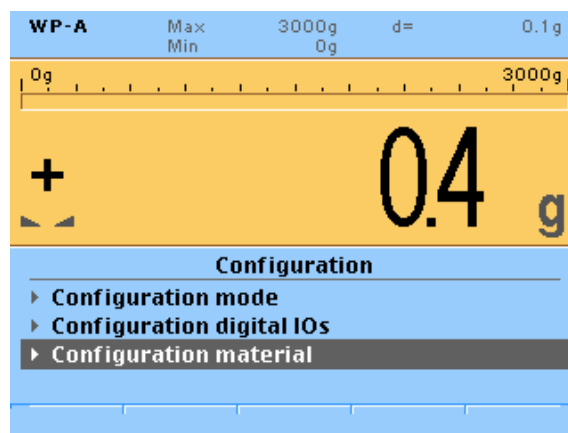 WP-A Max 3000g d= 0.1g
Min 0g
0g 3000g
+ 0.4 g
Configuration
Configuration mode
Configuration digital IOs
Configuration material